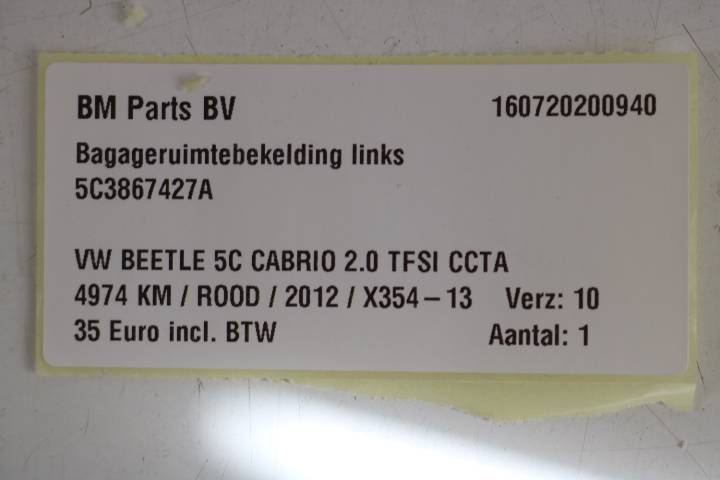 BM Parts BV 160720200940
Bagageruimtebekelding links
5C3867427A
VW BEETLE 5C CABRIO 2.0 TFSI CCTA
4974 KM / ROOD / 2012 / X354-13 Verz: 10
35 Euro incl. BTW Aantal: 1